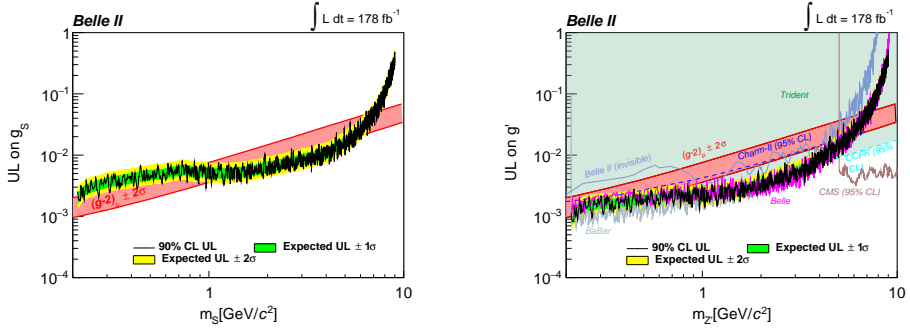 Belle II
∫ L dt = 178 fb⁻¹
UL on g_S
1
10⁻¹
10⁻²
10⁻³
10⁻⁴
(g-2)_μ ± 2σ
90% CL UL
Expected UL ± 1σ
Expected UL ± 2σ
1
10
m_S[GeV/c²]
Belle II
∫ L dt = 178 fb⁻¹
UL on g'
1
10⁻¹
10⁻²
10⁻³
10⁻⁴
Trident
Belle II (invisible)
(g-2)_μ ± 2σ
Charm-II (95% CL)
CMS (95% CL)
Belle
BaBar
90% CL UL
Expected UL ± 1σ
Expected UL ± 2σ
1
10
m_Z'[GeV/c²]